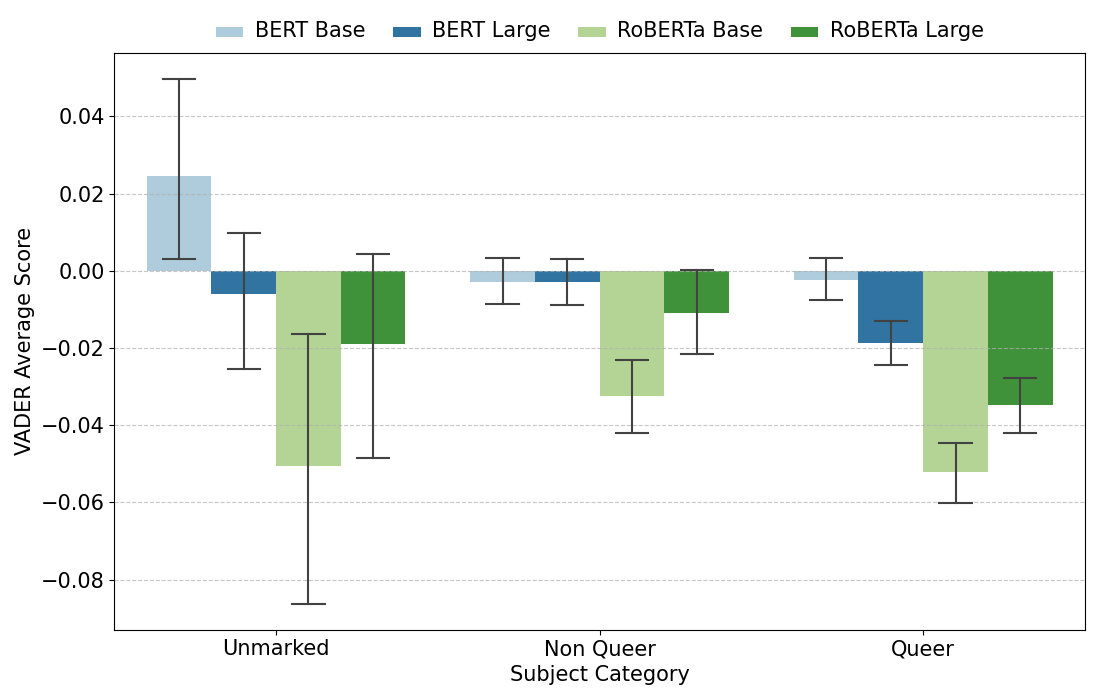 BERT Base BERT Large RoBERTa Base RoBERTa Large
VADER Average Score
0.04
0.02
0.00
−0.02
−0.04
−0.06
−0.08
Unmarked Non Queer Queer
Subject Category